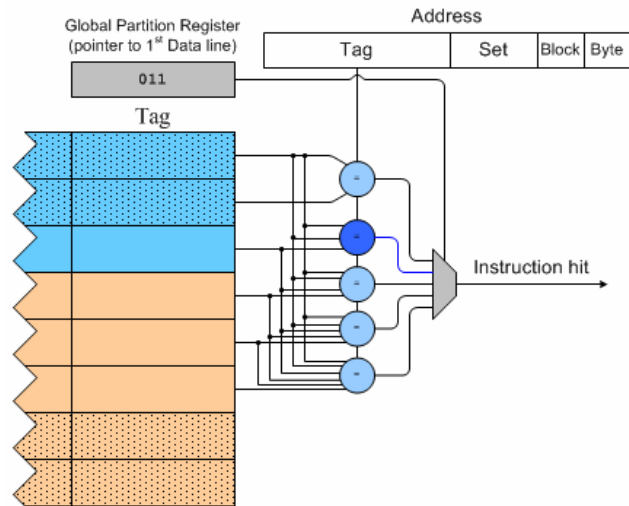 Address
Global Partition Register
(pointer to 1st Data line)
Tag Set Block Byte
011
Tag
=
=
=
=
=
Instruction hit